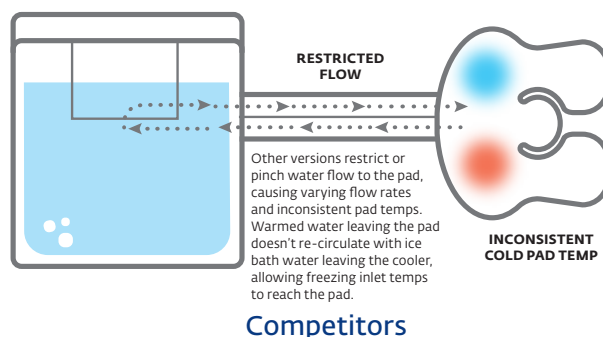 RESTRICTED
FLOW
Other versions restrict or
pinch water flow to the pad,
causing varying flow rates
and inconsistent pad temps.
Warmed water leaving the pad
doesn't re-circulate with ice
bath water leaving the cooler,
allowing freezing inlet temps
to reach the pad.
INCONSISTENT
COLD PAD TEMP
Competitors